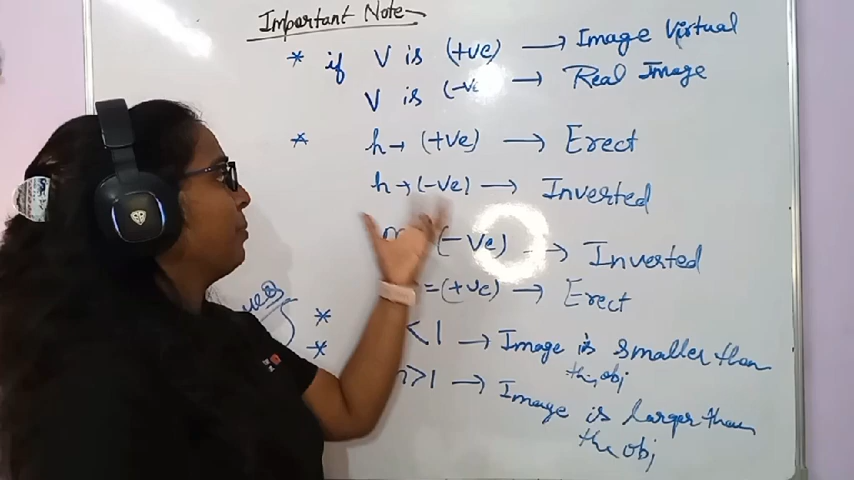 Important Note
* if V is (+ve) → Image Virtual
V is (-ve → Real Image
* h → (+ve) → Erect
h → (-ve) → Inverted
m (-ve) → Inverted
= (+ve) → Erect
*
* <1 → Image is smaller than
the obj
m>1 → Image is larger than
the obj